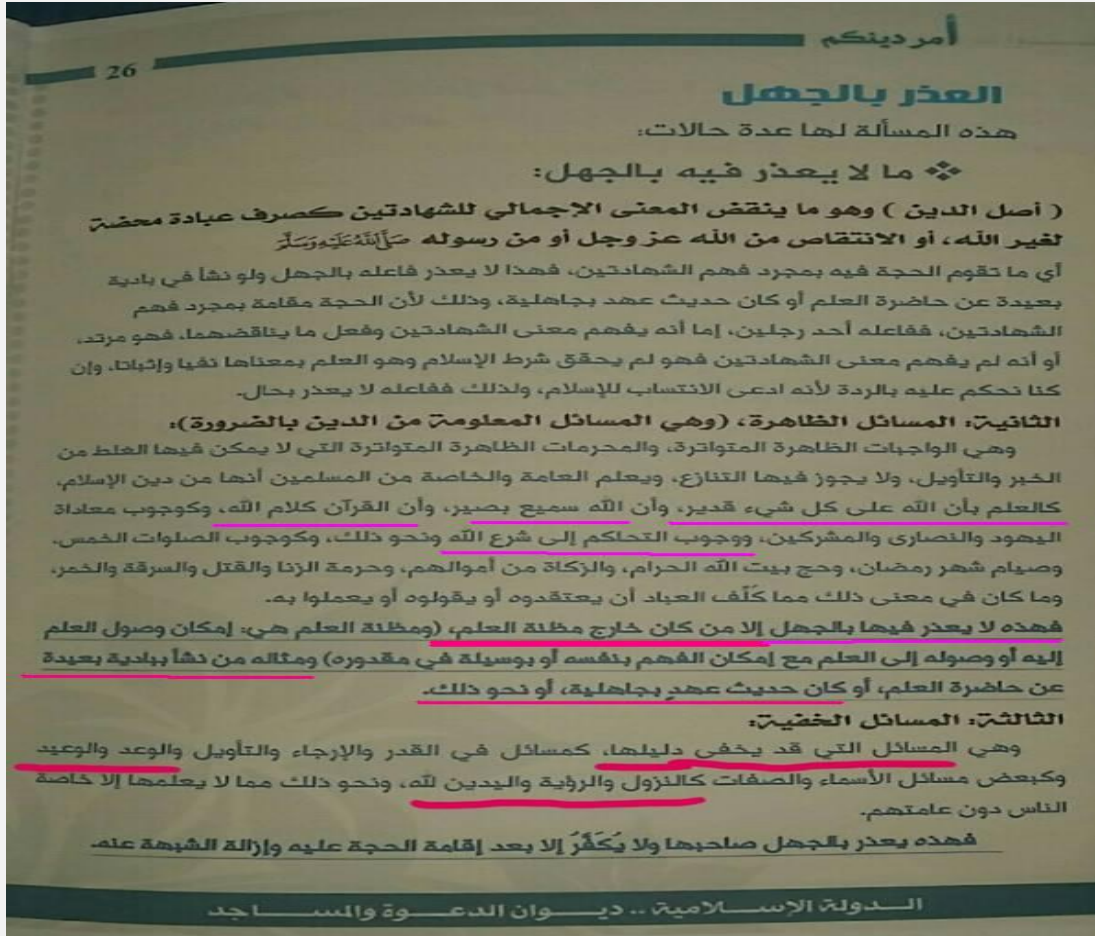 أمر دينكم
26
العذر بالجهل
هذه المسألة لها عدة حالات:
❖ ما لا يعذر فيه بالجهل:
( أصل الدين ) وهو ما ينقض المعنى الإجمالي للشهادتين كصرف عبادة محضة
لغير الله، أو الانتقاص من الله عز وجل أو من رسوله صَلَّى اللَّهُ عَلَيْهِ وَسَلَّمَ
أي ما تقوم الحجة فيه بمجرد فهم الشهادتين، فهذا لا يعذر فاعله بالجهل ولو نشأ في بادية
بعيدة عن حاضرة العلم أو كان حديث عهد بجاهلية، وذلك لأن الحجة مقامة بمجرد فهم
الشهادتين، ففاعله أحد رجلين، إما أنه يفهم معنى الشهادتين وفعل ما يناقضهما، فهو مرتد،
أو أنه لم يفهم معنى الشهادتين فهو لم يحقق شرط الإسلام وهو العلم بمعناها نفيا وإثباتا، وإن
كنا نحكم عليه بالردة لأنه ادعى الانتساب للإسلام، ولذلك ففاعله لا يعذر بحال.
الثانية: المسائل الظاهرة، (وهي المسائل المعلومة من الدين بالضرورة):
وهي الواجبات الظاهرة المتواترة، والمحرمات الظاهرة المتواترة التي لا يمكن فيها الغلط من
الخبر والتأويل، ولا يجوز فيها التنازع، ويعلم العامة والخاصة من المسلمين أنها من دين الإسلام،
كالعلم بأن الله على كل شيء قدير، وأن الله سميع بصير، وأن القرآن كلام الله، وكوجوب معاداة
اليهود والنصارى والمشركين، ووجوب التحاكم إلى شرع الله ونحو ذلك، وكوجوب الصلوات الخمس،
وصيام شهر رمضان، وحج بيت الله الحرام، والزكاة من أموالهم، وحرمة الزنا والقتل والسرقة والخمر،
وما كان في معنى ذلك مما كُلِّف العباد أن يعتقدوه أو يقولوه أو يعملوا به.
فهذه لا يعذر فيها بالجهل إلا من كان خارج مظنة العلم، (ومظنة العلم هي: إمكان وصول العلم
إليه أو وصوله إلى العلم مع إمكان الفهم بنفسه أو بوسيلة في مقدوره) ومثاله من نشأ ببادية بعيدة
عن حاضرة العلم، أو كان حديث عهدٍ بجاهلية، أو نحو ذلك.
الثالثة: المسائل الخفية:
وهي المسائل التي قد يخفى دليلها، كمسائل في القدر والإرجاء والتأويل والوعد والوعيد
وكبعض مسائل الأسماء والصفات كالنزول والرؤية واليدين لله، ونحو ذلك مما لا يعلمها إلا خاصة
الناس دون عامتهم.
فهذه يعذر بالجهل صاحبها ولا يُكَفَّرُ إلا بعد إقامة الحجة عليه وإزالة الشبهة عنه.
الدولة الإسلامية .. ديوان الدعوة والمساجد